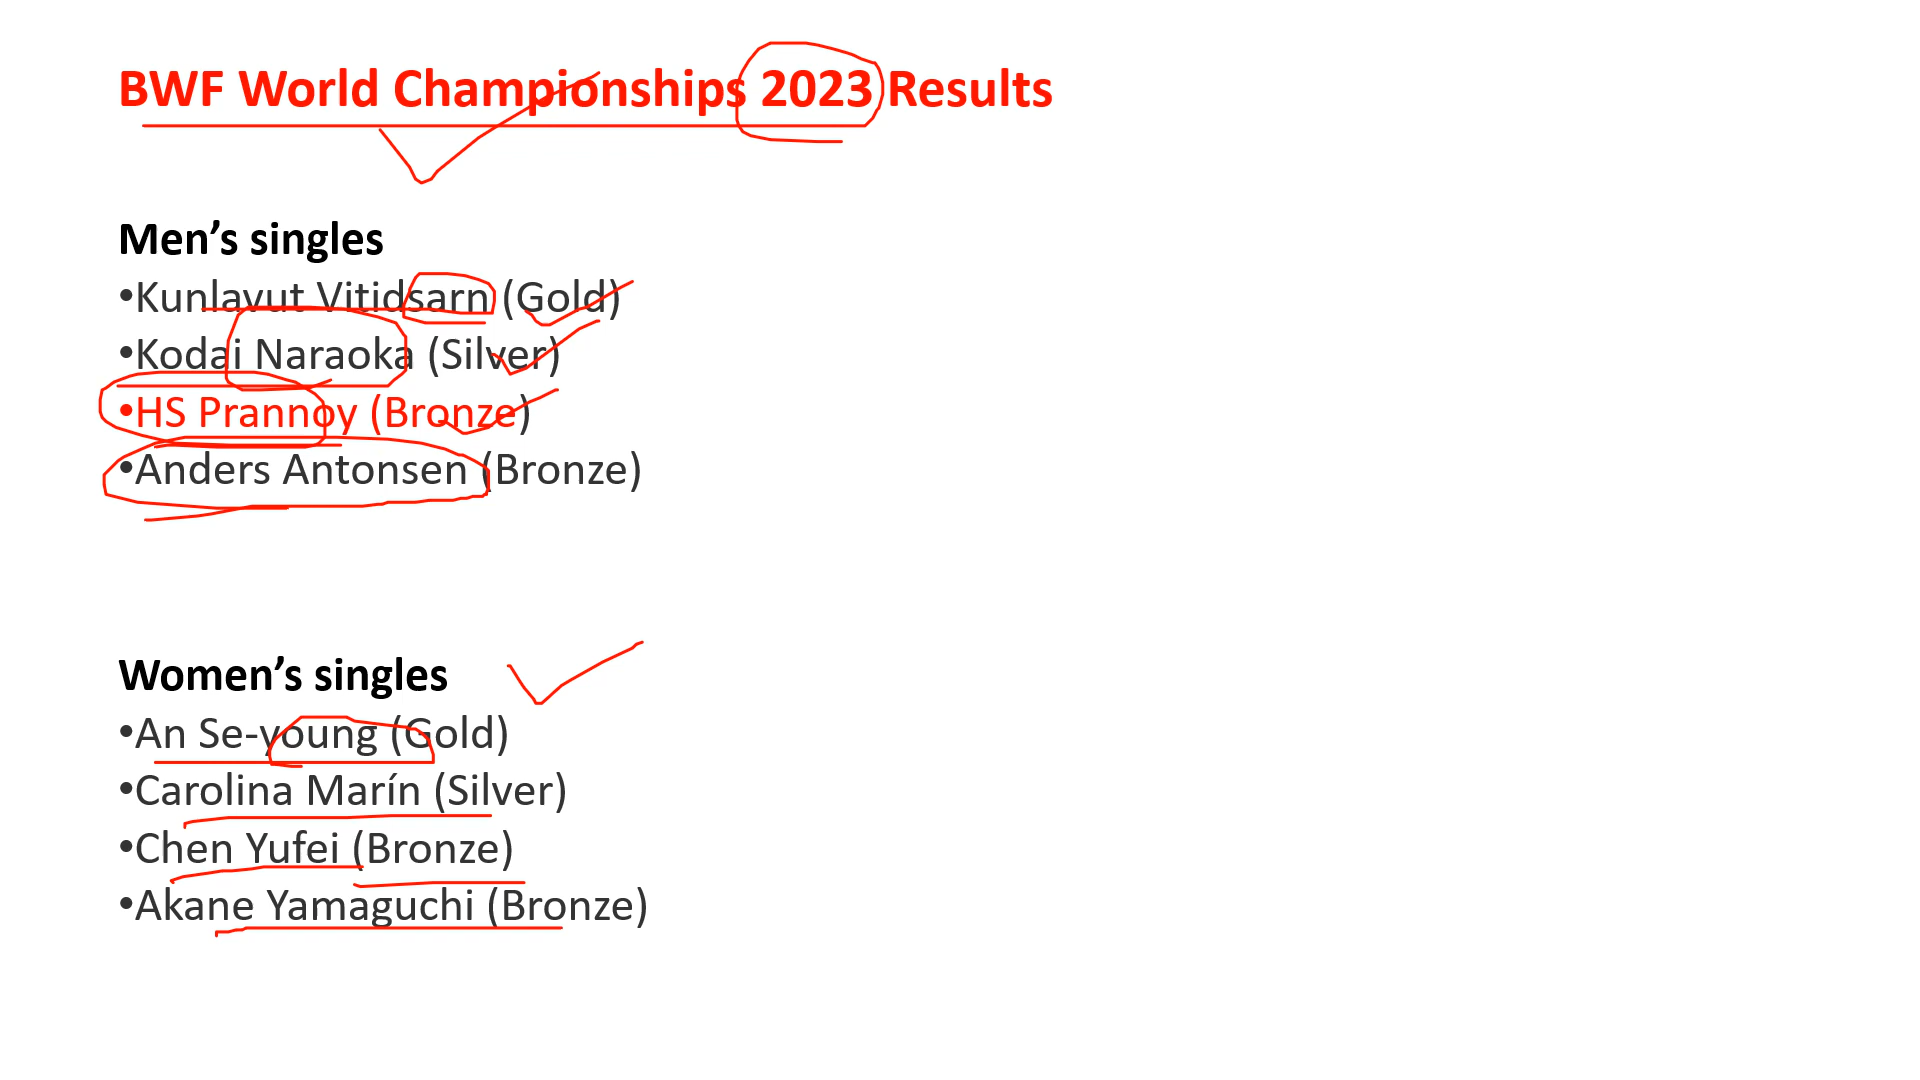 BWF World Championships 2023 Results
Men’s singles
•Kunlavut Vitidsarn (Gold)
•Kodai Naraoka (Silver)
•HS Prannoy (Bronze)
•Anders Antonsen (Bronze)
Women’s singles
•An Se-young (Gold)
•Carolina Marín (Silver)
•Chen Yufei (Bronze)
•Akane Yamaguchi (Bronze)